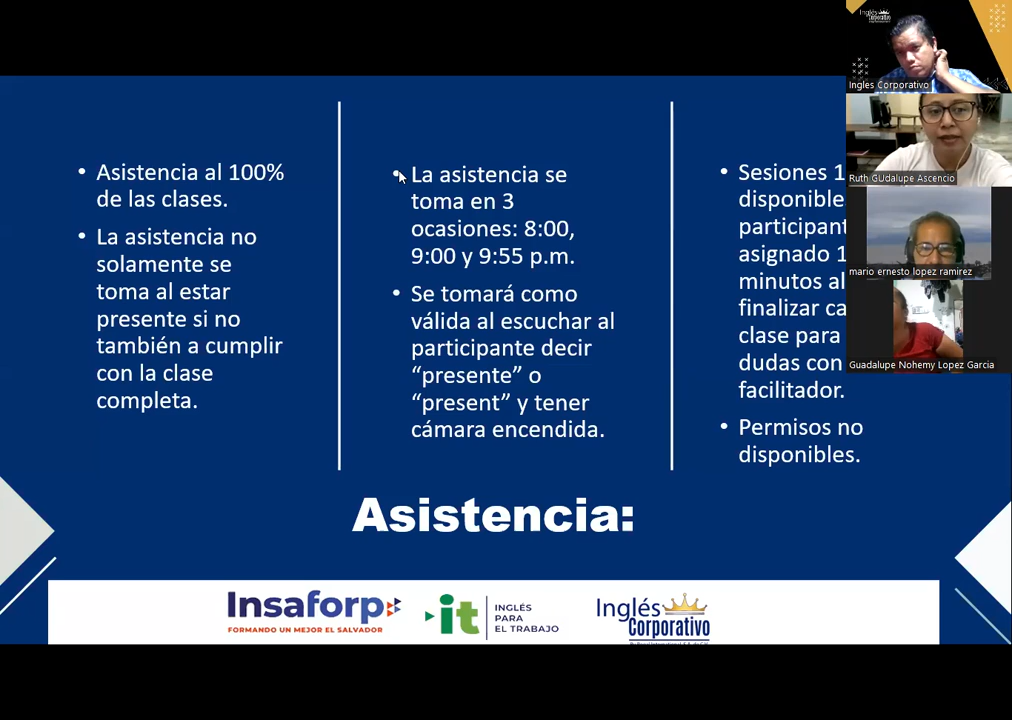 • Asistencia al 100%
de las clases.
• La asistencia no
solamente se
toma al estar
presente si no
también a cumplir
con la clase
completa.
• La asistencia se
toma en 3
ocasiones: 8:00,
9:00 y 9:55 p.m.
• Se tomará como
válida al escuchar al
participante decir
“presente” o
“present” y tener
cámara encendida.
• Sesiones 1
disponible
participant
asignado 1
minutos al
finalizar ca
clase para
dudas con
facilitador.
• Permisos no
disponibles.
Asistencia:
Insaforp
FORMANDO UN MEJOR EL SALVADOR
it
INGLÉS
PARA
EL TRABAJO
Inglés
Corporativo
Inglés
Corporativo
Ingles Corporativo
Ruth GUdalupe Ascencio
mario ernesto lopez ramirez
Guadalupe Nohemy Lopez Garcia